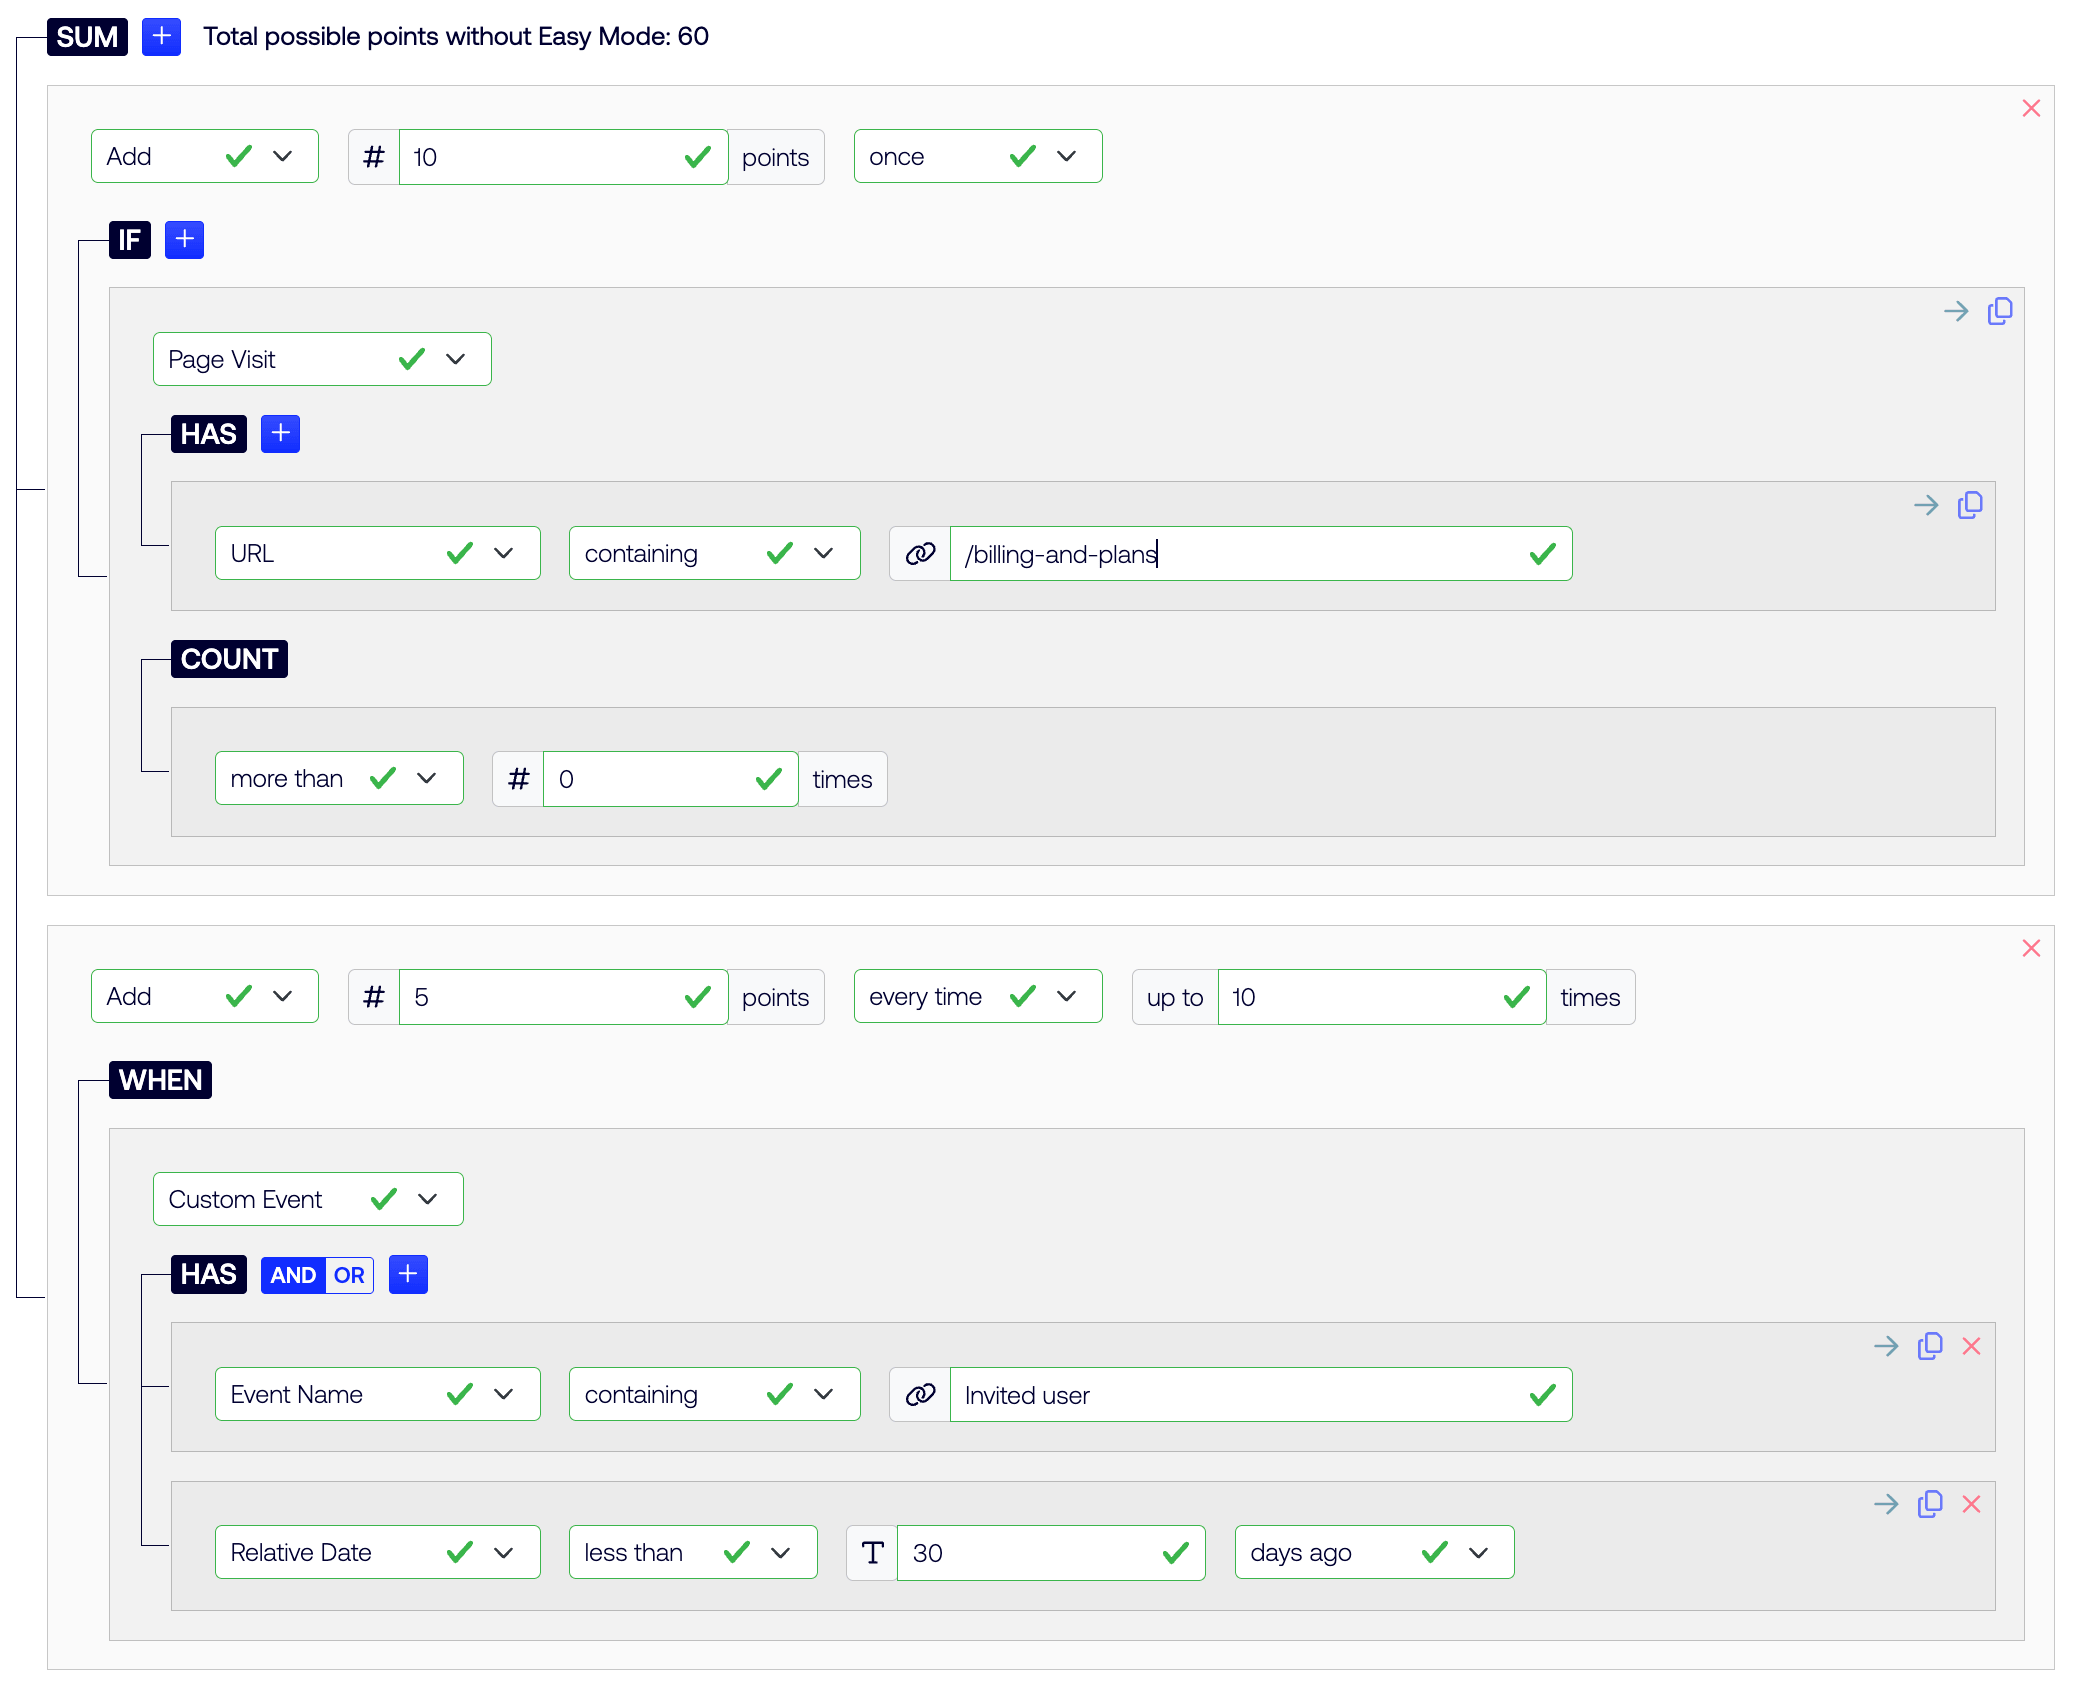 SUM + Total possible points without Easy Mode: 60
Add # 10 points once
IF +
Page Visit
HAS +
URL containing /billing-and-plans
COUNT
more than # 0 times
Add # 5 points every time up to 10 times
WHEN
Custom Event
HAS AND OR +
Event Name containing Invited user
Relative Date less than T 30 days ago